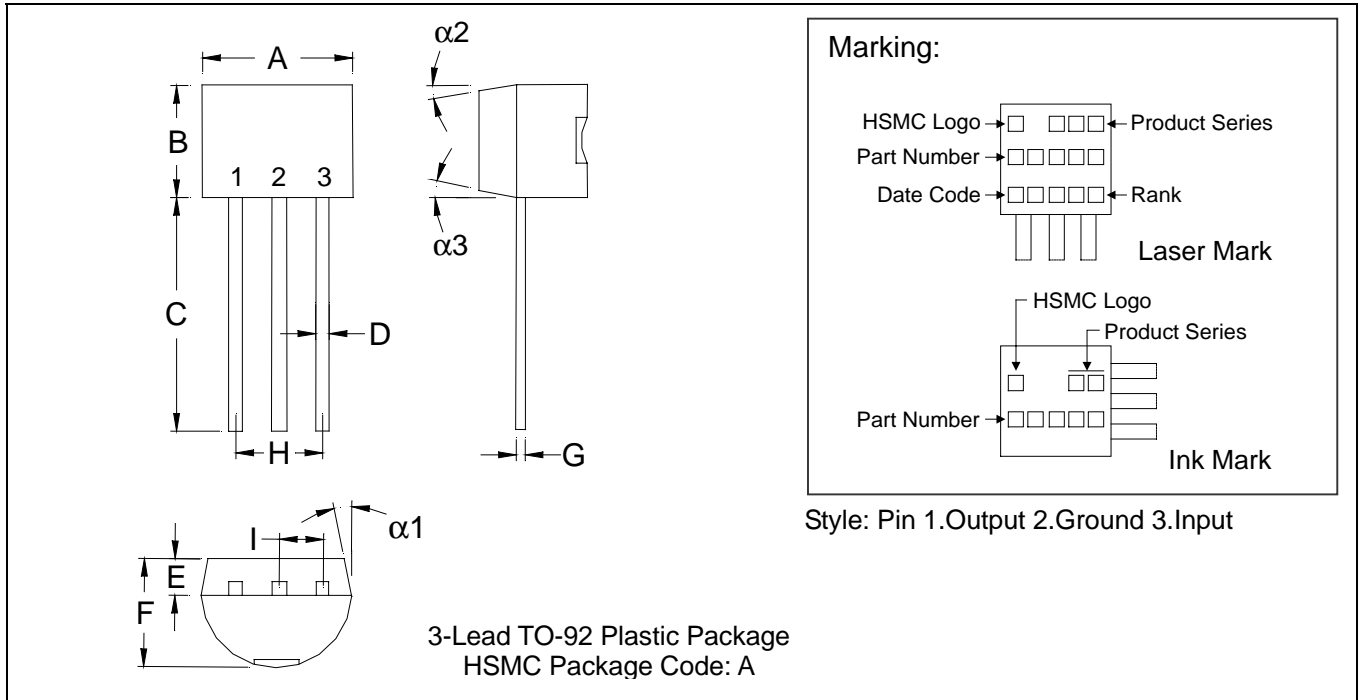 α2
A
B
1 2 3
α3
C
D
H
G
α1
I
E
F
3-Lead TO-92 Plastic Package
HSMC Package Code: A
Marking:
HSMC Logo
Product Series
Part Number
Date Code
Rank
Laser Mark
HSMC Logo
Product Series
Part Number
Ink Mark
Style: Pin 1.Output 2.Ground 3.Input